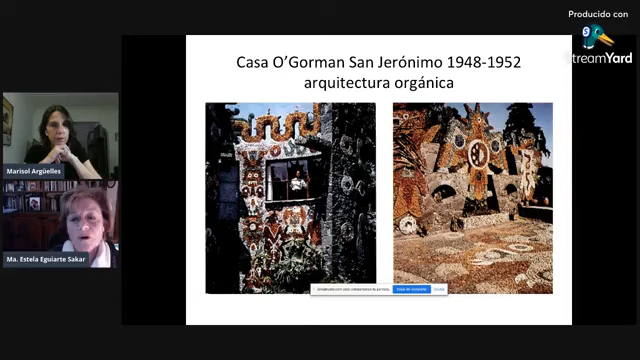 Producido con
StreamYard
Casa O’Gorman San Jerónimo 1948-1952
arquitectura orgánica
Marisol Argüelles
Ma. Estela Eguiarte Sakar